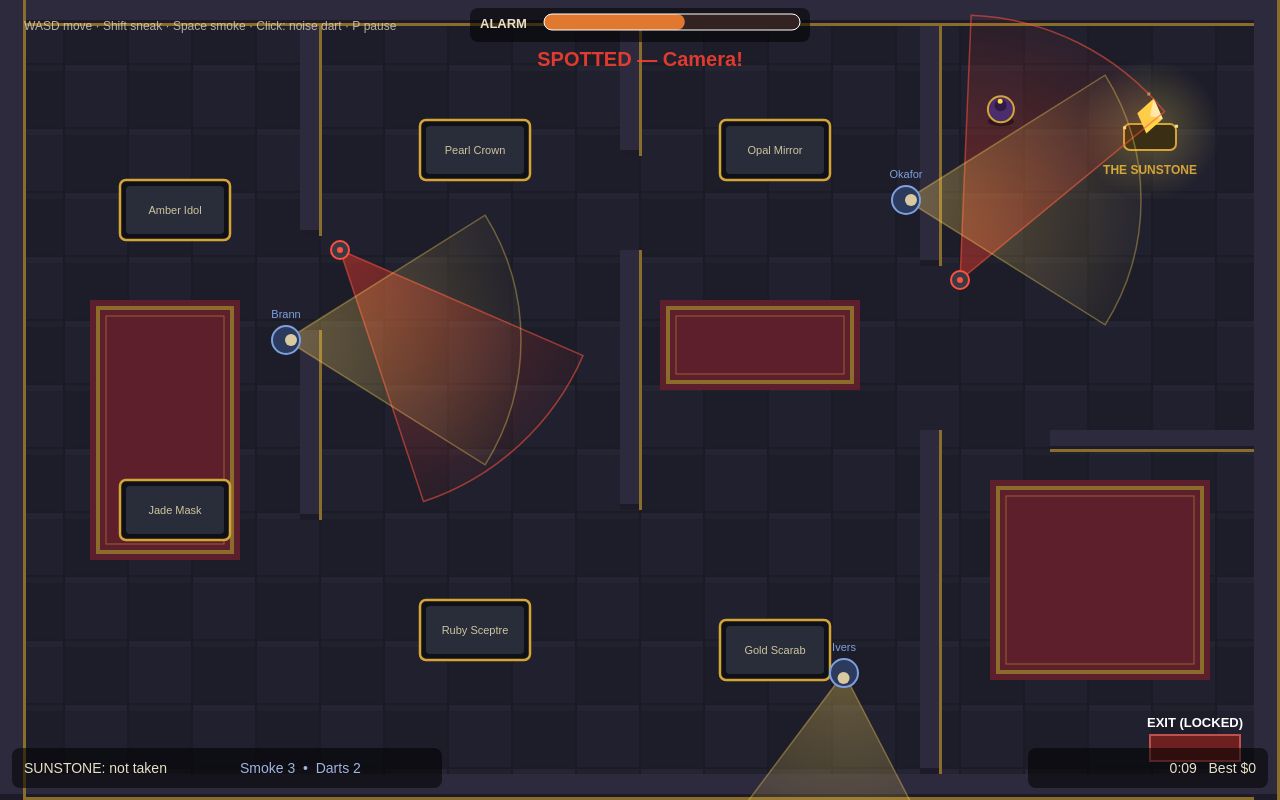 WASD move · Shift sneak · Space smoke · Click: noise dart · P pause
ALARM
SPOTTED — Camera!
Pearl Crown
Opal Mirror
THE SUNSTONE
Okafor
Amber Idol
Brann
Jade Mask
Ruby Sceptre
Gold Scarab
Ivers
EXIT (LOCKED)
SUNSTONE: not taken
Smoke 3 • Darts 2
0:09 Best $0